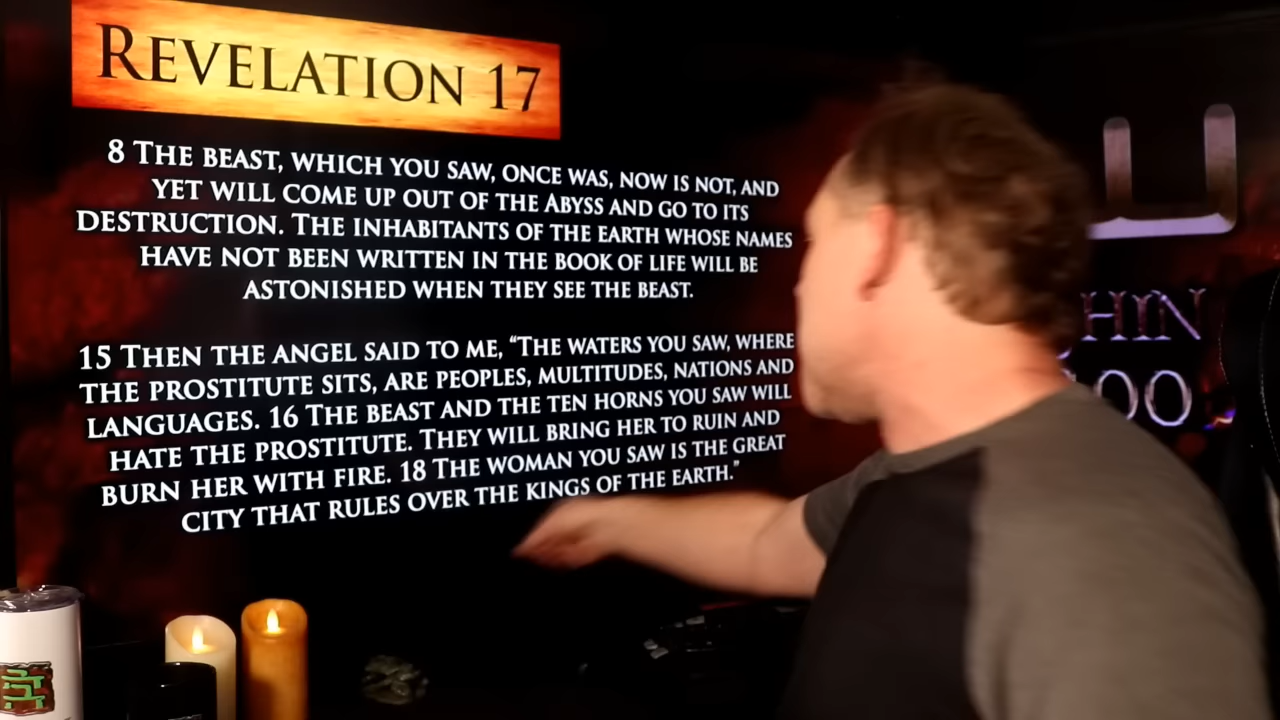 REVELATION 17
8 THE BEAST, WHICH YOU SAW, ONCE WAS, NOW IS NOT, AND
YET WILL COME UP OUT OF THE ABYSS AND GO TO ITS
DESTRUCTION. THE INHABITANTS OF THE EARTH WHOSE NAMES
HAVE NOT BEEN WRITTEN IN THE BOOK OF LIFE WILL BE
ASTONISHED WHEN THEY SEE THE BEAST.
15 THEN THE ANGEL SAID TO ME, “THE WATERS YOU SAW, WHERE
THE PROSTITUTE SITS, ARE PEOPLES, MULTITUDES, NATIONS AND
LANGUAGES. 16 THE BEAST AND THE TEN HORNS YOU SAW WILL
HATE THE PROSTITUTE. THEY WILL BRING HER TO RUIN AND
BURN HER WITH FIRE. 18 THE WOMAN YOU SAW IS THE GREAT
CITY THAT RULES OVER THE KINGS OF THE EARTH.”